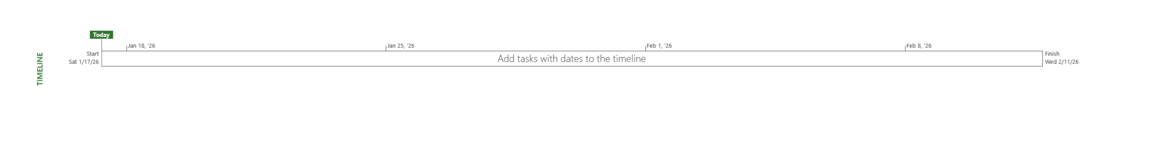 Today
Jan 18, '26
Jan 25, '26
Feb 1, '26
Feb 8, '26
Start
Sat 1/17/26
Add tasks with dates to the timeline
Finish
Wed 2/11/26
TIMELINE